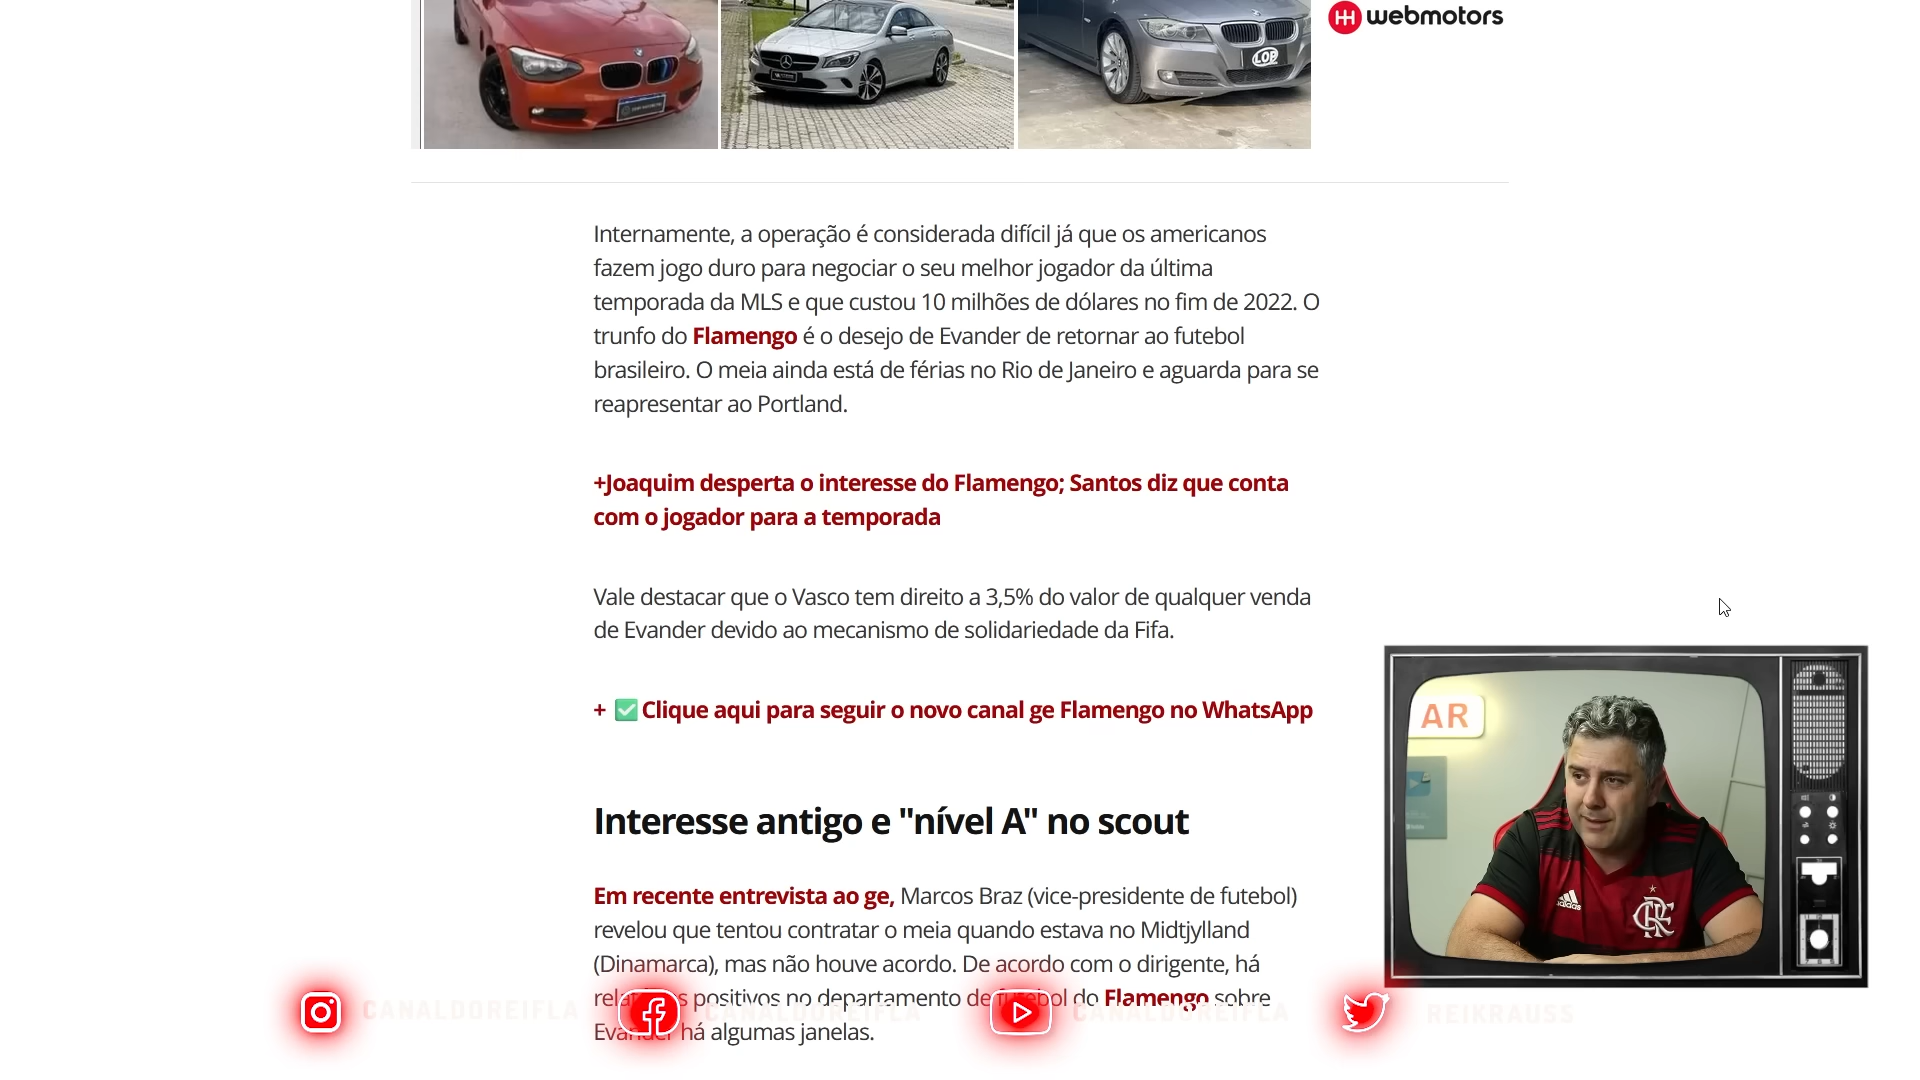 webmotors
LOP
Internamente, a operação é considerada difícil já que os americanos
fazem jogo duro para negociar o seu melhor jogador da última
temporada da MLS e que custou 10 milhões de dólares no fim de 2022. O
trunfo do Flamengo é o desejo de Evander de retornar ao futebol
brasileiro. O meia ainda está de férias no Rio de Janeiro e aguarda para se
reapresentar ao Portland.
+Joaquim desperta o interesse do Flamengo; Santos diz que conta
com o jogador para a temporada
Vale destacar que o Vasco tem direito a 3,5% do valor de qualquer venda
de Evander devido ao mecanismo de solidariedade da Fifa.
+ ✅ Clique aqui para seguir o novo canal ge Flamengo no WhatsApp
AR
Interesse antigo e "nível A" no scout
Em recente entrevista ao ge, Marcos Braz (vice-presidente de futebol)
revelou que tentou contratar o meia quando estava no Midtjylland
(Dinamarca), mas não houve acordo. De acordo com o dirigente, há
relatórios positivos no departamento de futebol do Flamengo sobre
Evander há algumas janelas.
adidas
CANALDOREIFLA CANALDOREIFLA CANALDOREIFLA REIKRAUSS